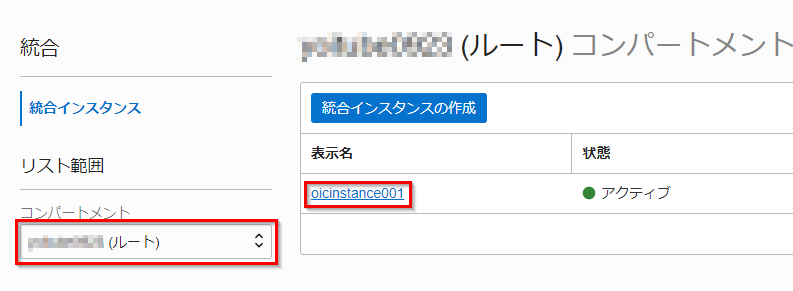 統合
統合インスタンス
リスト範囲
コンパートメント
(ルート)
(ルート) コンパートメント
統合インスタンスの作成
表示名 状態
oicinstance001 アクティブ